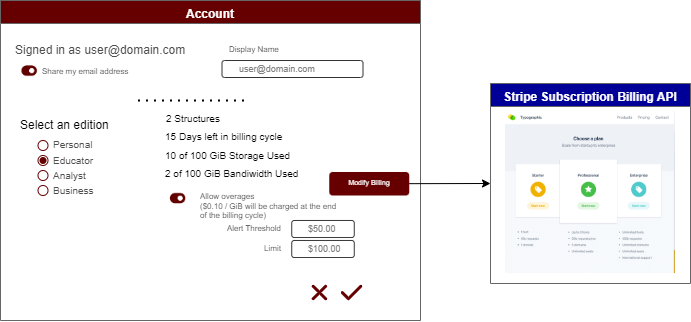 Account
Signed in as user@domain.com
Display Name
Share my email address
user@domain.com
Select an edition
Personal
Educator
Analyst
Business
2 Structures
15 Days left in billing cycle
10 of 100 GiB Storage Used
2 of 100 GiB Bandwidth Used
Modify Billing
Allow overages
($0.10 / GiB will be charged at the end
of the billing cycle)
Alert Threshold
$50.00
Limit
$100.00
Stripe Subscription Billing API
Typographic
Products Pricing Contact
Choose a plan
Starter
Professional
Enterprise